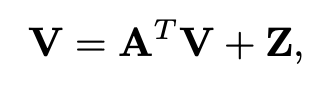 V = A^T V + Z,